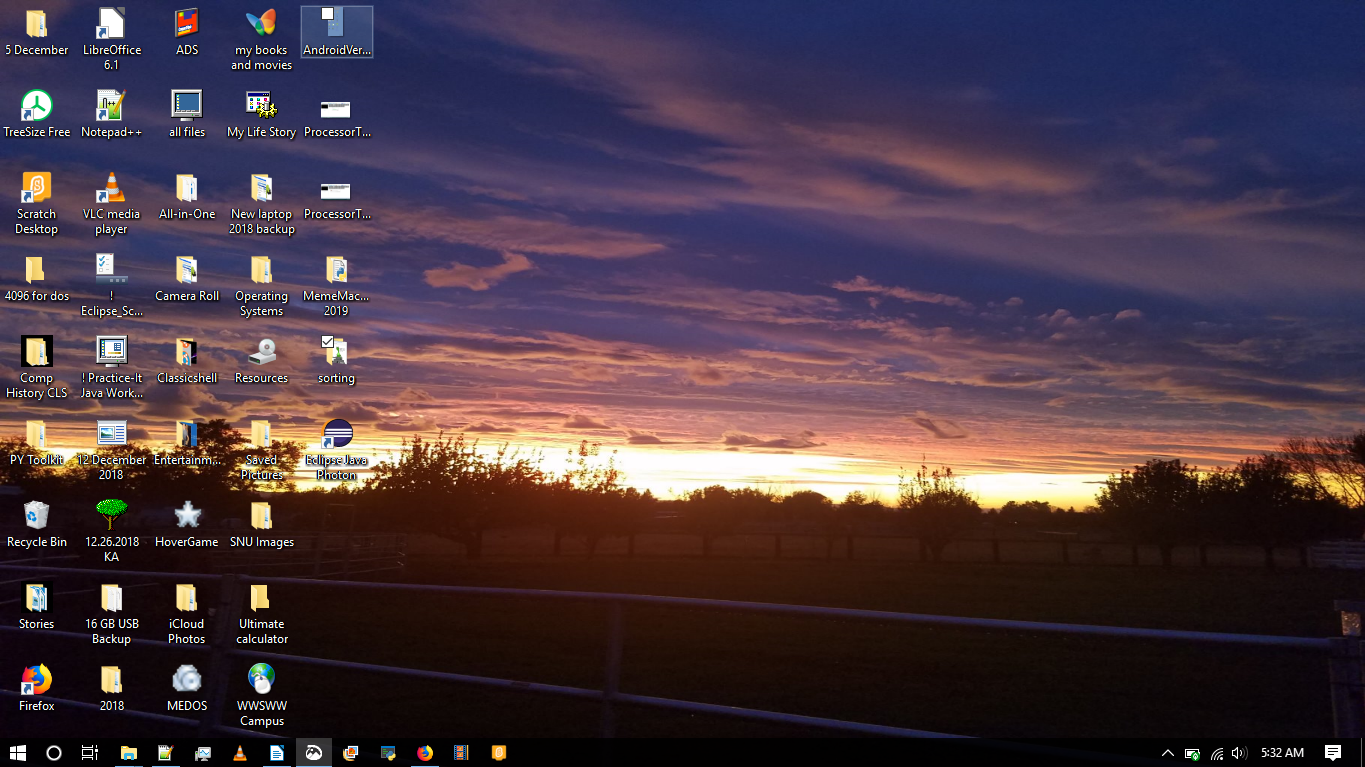 5 December
LibreOffice
6.1
ADS
my books
and movies
AndroidVer...
TreeSize Free
Notepad++
all files
My Life Story
ProcessorT...
Scratch
Desktop
VLC media
player
All-in-One
New laptop
2018 backup
ProcessorT...
4096 for dos
!
Eclipse_Sc...
Camera Roll
Operating
Systems
MemeMac...
2019
Comp
History CLS
! Practice-It
Java Work...
Classicshell
Resources
sorting
PY Toolkit
12 December
2018
Entertainm...
Saved
Pictures
Eclipse Java
Photon
Recycle Bin
12.26.2018
KA
HoverGame
SNU Images
Stories
16 GB USB
Backup
iCloud
Photos
Ultimate
calculator
Firefox
2018
MEDOS
WWSWW
Campus
5:32 AM